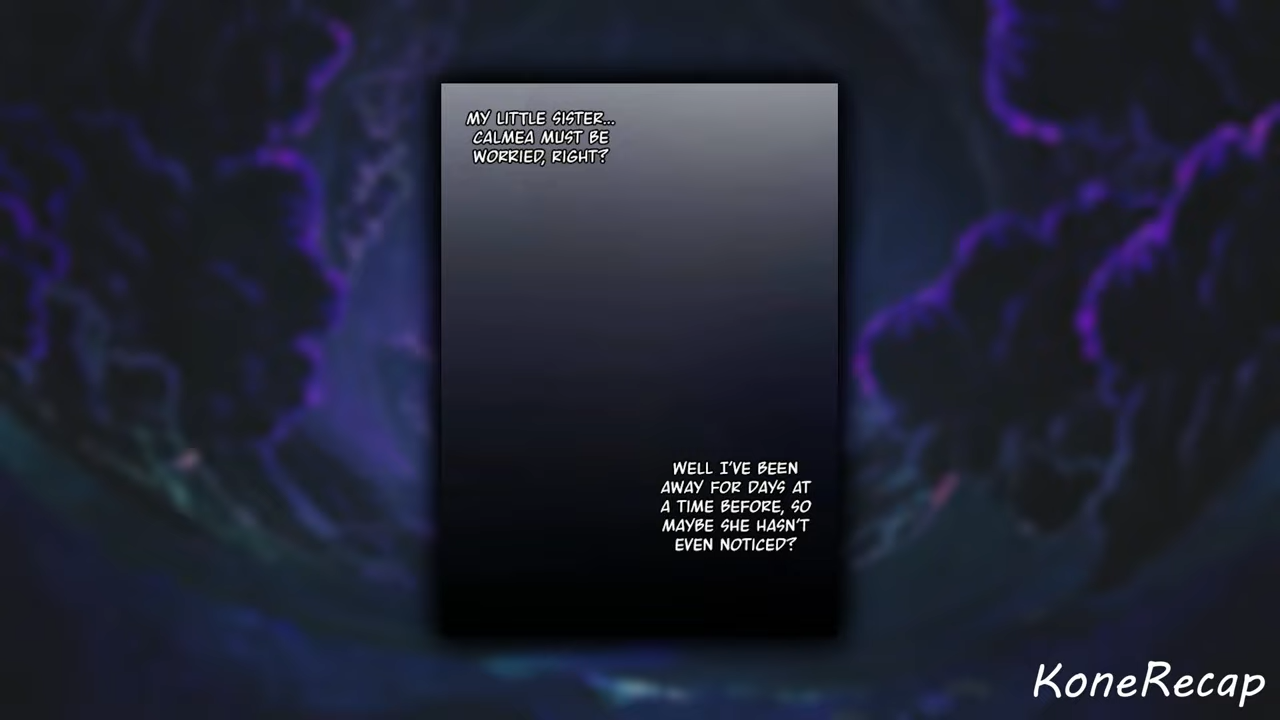 MY LITTLE SISTER...
CALMEA MUST BE
WORRIED, RIGHT?
WELL I'VE BEEN
AWAY FOR DAYS AT
A TIME BEFORE, SO
MAYBE SHE HASN'T
EVEN NOTICED?
KoneRecap